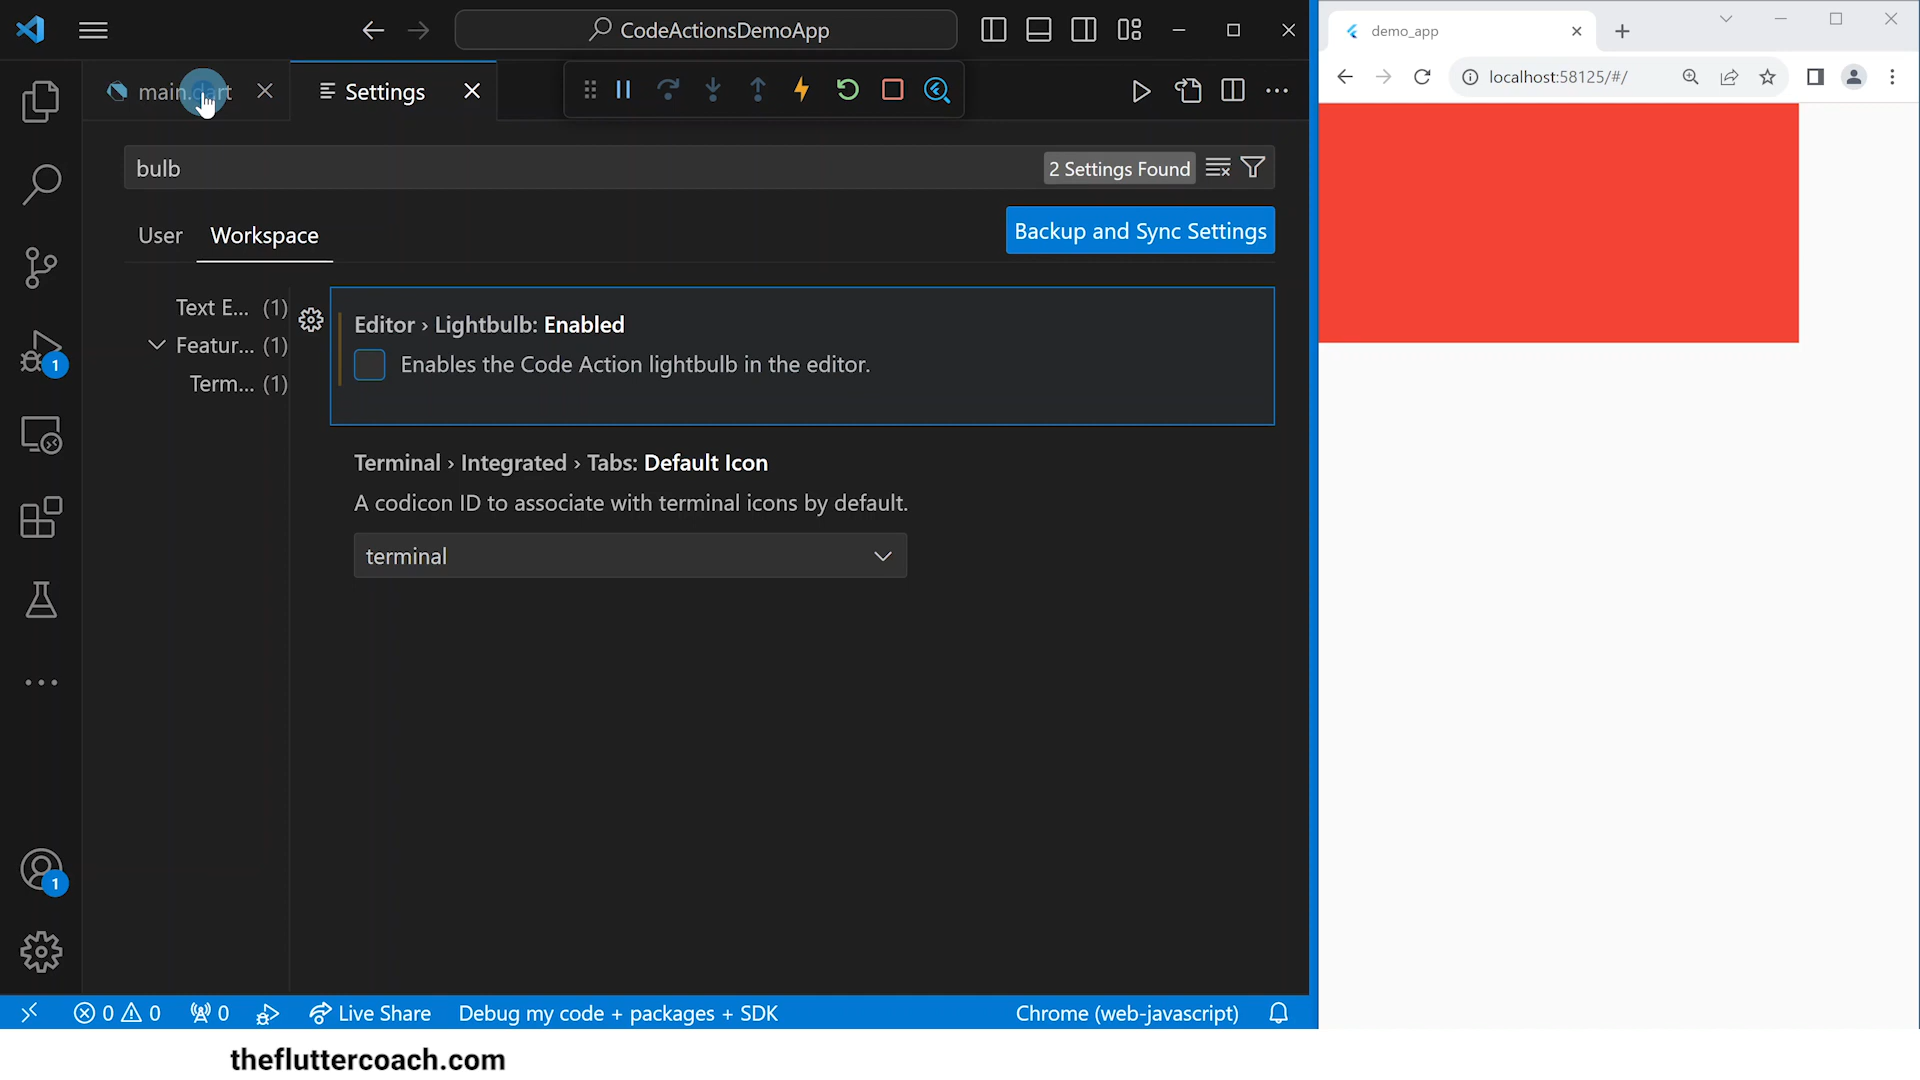 CodeActionsDemoApp
main.dart
Settings
bulb
2 Settings Found
User
Workspace
Backup and Sync Settings
Text E... (1)
Featur... (1)
Term... (1)
Editor › Lightbulb: Enabled
Enables the Code Action lightbulb in the editor.
Terminal › Integrated › Tabs: Default Icon
A codicon ID to associate with terminal icons by default.
terminal
1
1
0 0 0
Live Share
Debug my code + packages + SDK
Chrome (web-javascript)
demo_app
localhost:58125/#/
thefluttercoach.com